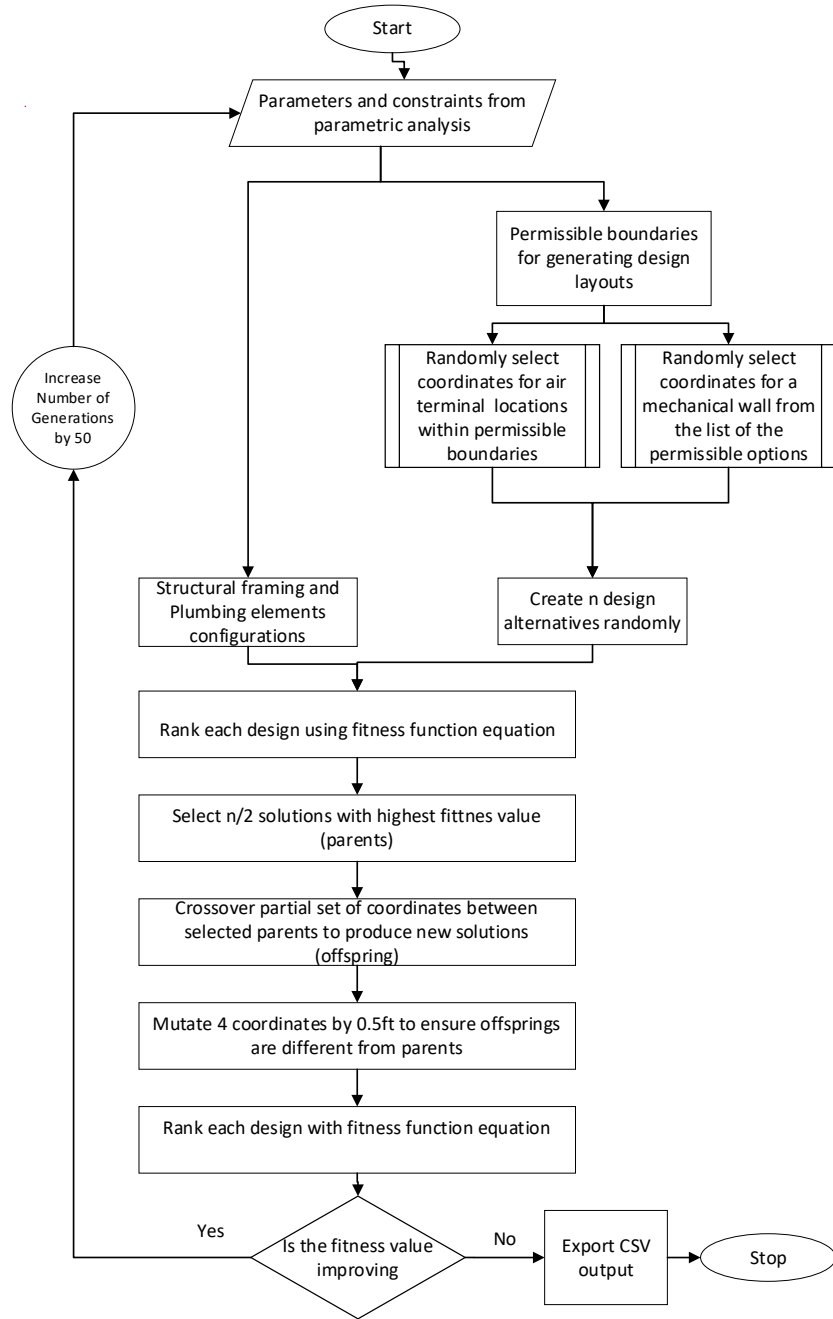 Start
Parameters and constraints from
parametric analysis
Permissible boundaries
for generating design
layouts
Randomly select
coordinates for air
terminal locations
within permissible
boundaries
Randomly select
coordinates for a
mechanical wall from
the list of the
permissible options
Increase
Number of
Generations
by 50
Structural framing and
Plumbing elements
configurations
Create n design
alternatives randomly
Rank each design using fitness function equation
Select n/2 solutions with highest fittnes value
(parents)
Crossover partial set of coordinates between
selected parents to produce new solutions
(offspring)
Mutate 4 coordinates by 0.5ft to ensure offsprings
are different from parents
Rank each design with fitness function equation
Yes
Is the fitness value
improving
No
Export CSV
output
Stop